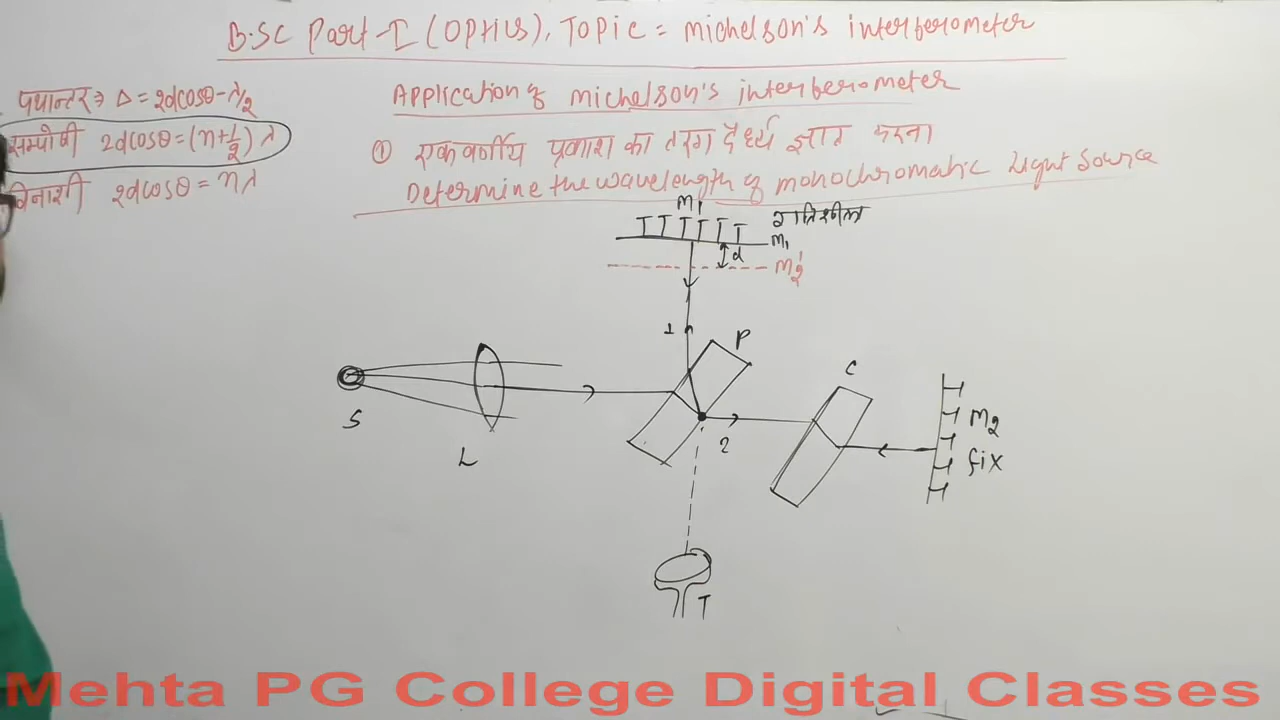 B.SC Part-I (OPtics), TOPIC = michelson's interferometer
Application of michelson's interferometer
① एकवर्णीय प्रकाश का तरंग दैर्ध्य ज्ञात करना
Determine the wavelength of monochromatic light source
पथान्तर → Δ = 2dcosθ - λ/2
सम्पोषी 2dcosθ = (n+1/2) λ
विनाशी 2dcosθ = nλ
M₁
गतिशील
M₁
d
M₂'
1
P
C
S
L
2
M₂
fix
T
Mehta PG College Digital Classes